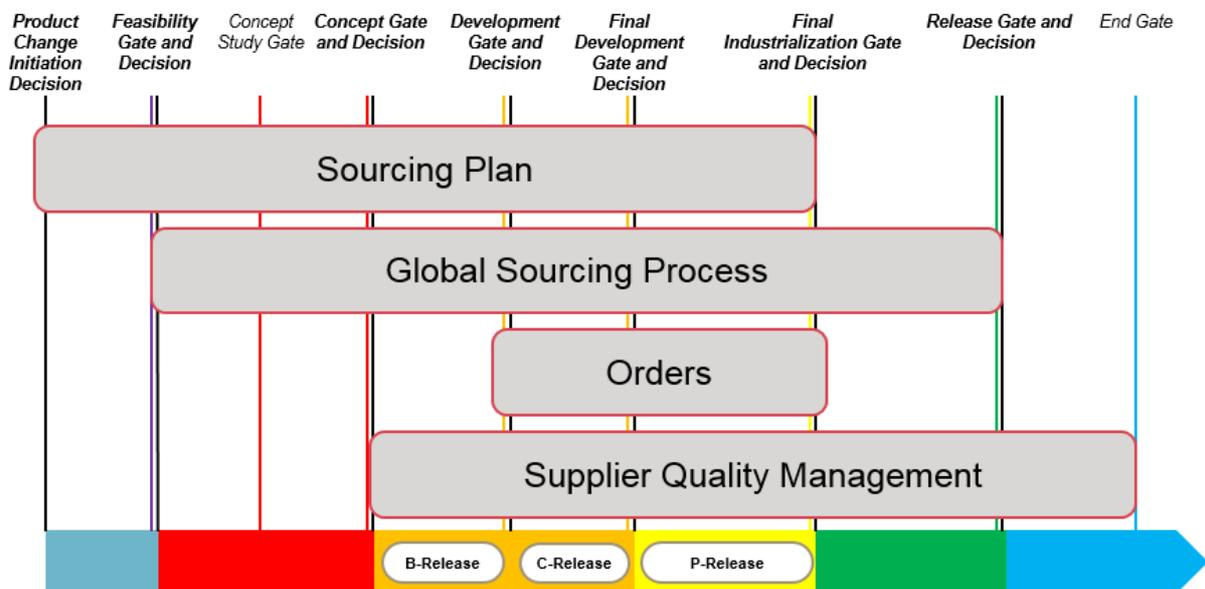 Product
Change
Initiation
Decision
Feasibility
Gate and
Decision
Concept
Study Gate
Concept Gate
and Decision
Development
Gate and
Decision
Final
Development
Gate and
Decision
Final
Industrialization Gate
and Decision
Release Gate and
Decision
End Gate
Sourcing Plan
Global Sourcing Process
Orders
Supplier Quality Management
B-Release
C-Release
P-Release